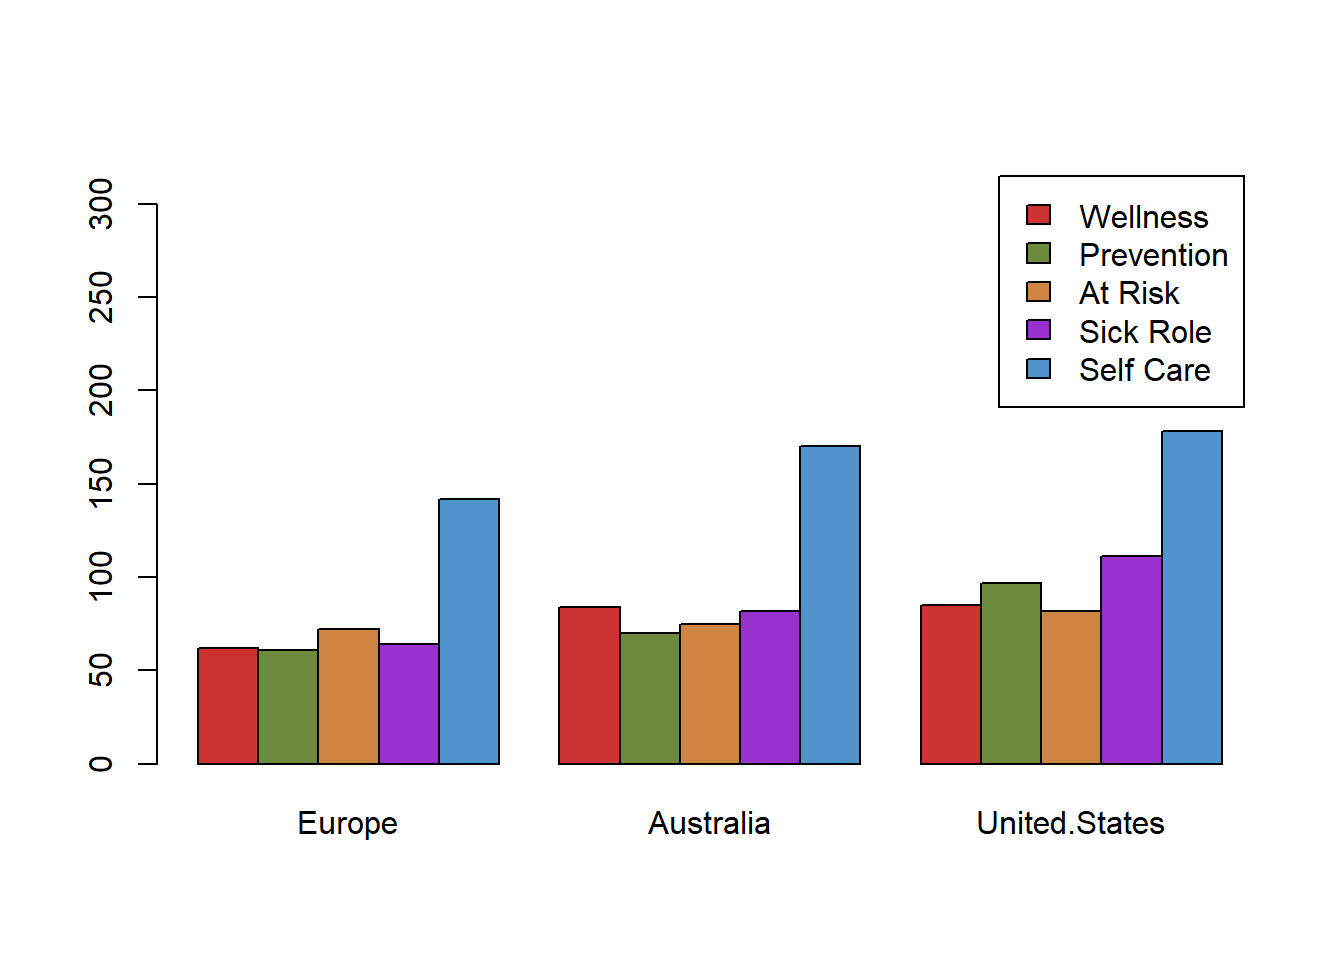 300
250
200
150
100
50
0
Wellness
Prevention
At Risk
Sick Role
Self Care
Europe
Australia
United.States